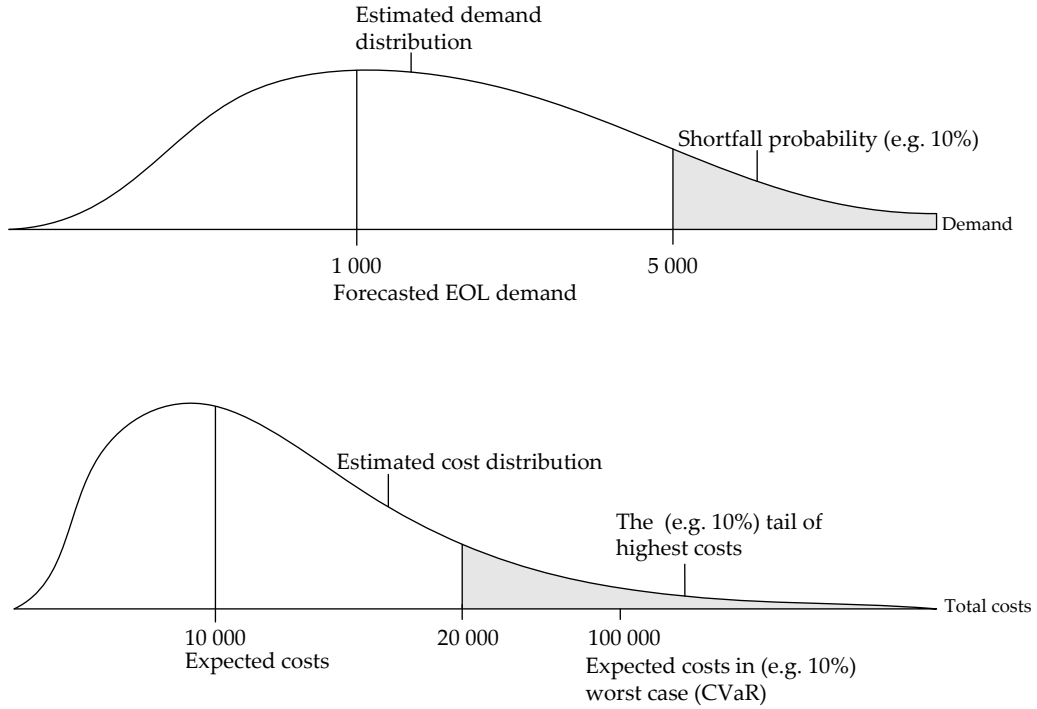 Estimated demand
distribution
Shortfall probability (e.g. 10%)
Demand
1 000
5 000
Forecasted EOL demand
Estimated cost distribution
The (e.g. 10%) tail of
highest costs
Total costs
10 000
20 000
100 000
Expected costs
Expected costs in (e.g. 10%)
worst case (CVaR)